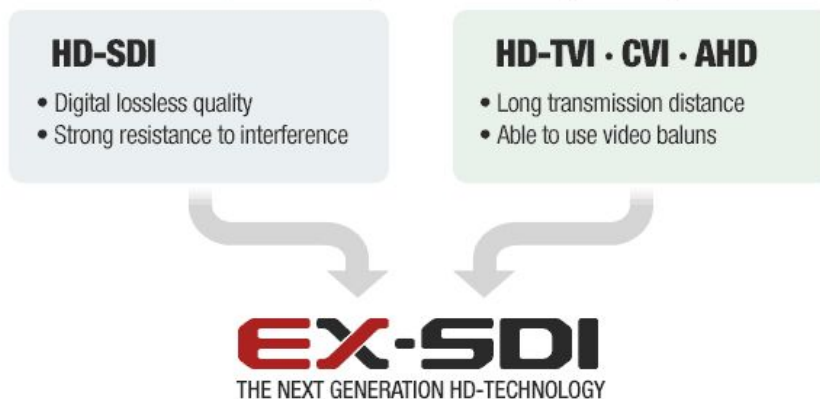 HD-SDI
• Digital lossless quality
• Strong resistance to interference
HD-TVI · CVI · AHD
• Long transmission distance
• Able to use video baluns
EX-SDI
THE NEXT GENERATION HD-TECHNOLOGY